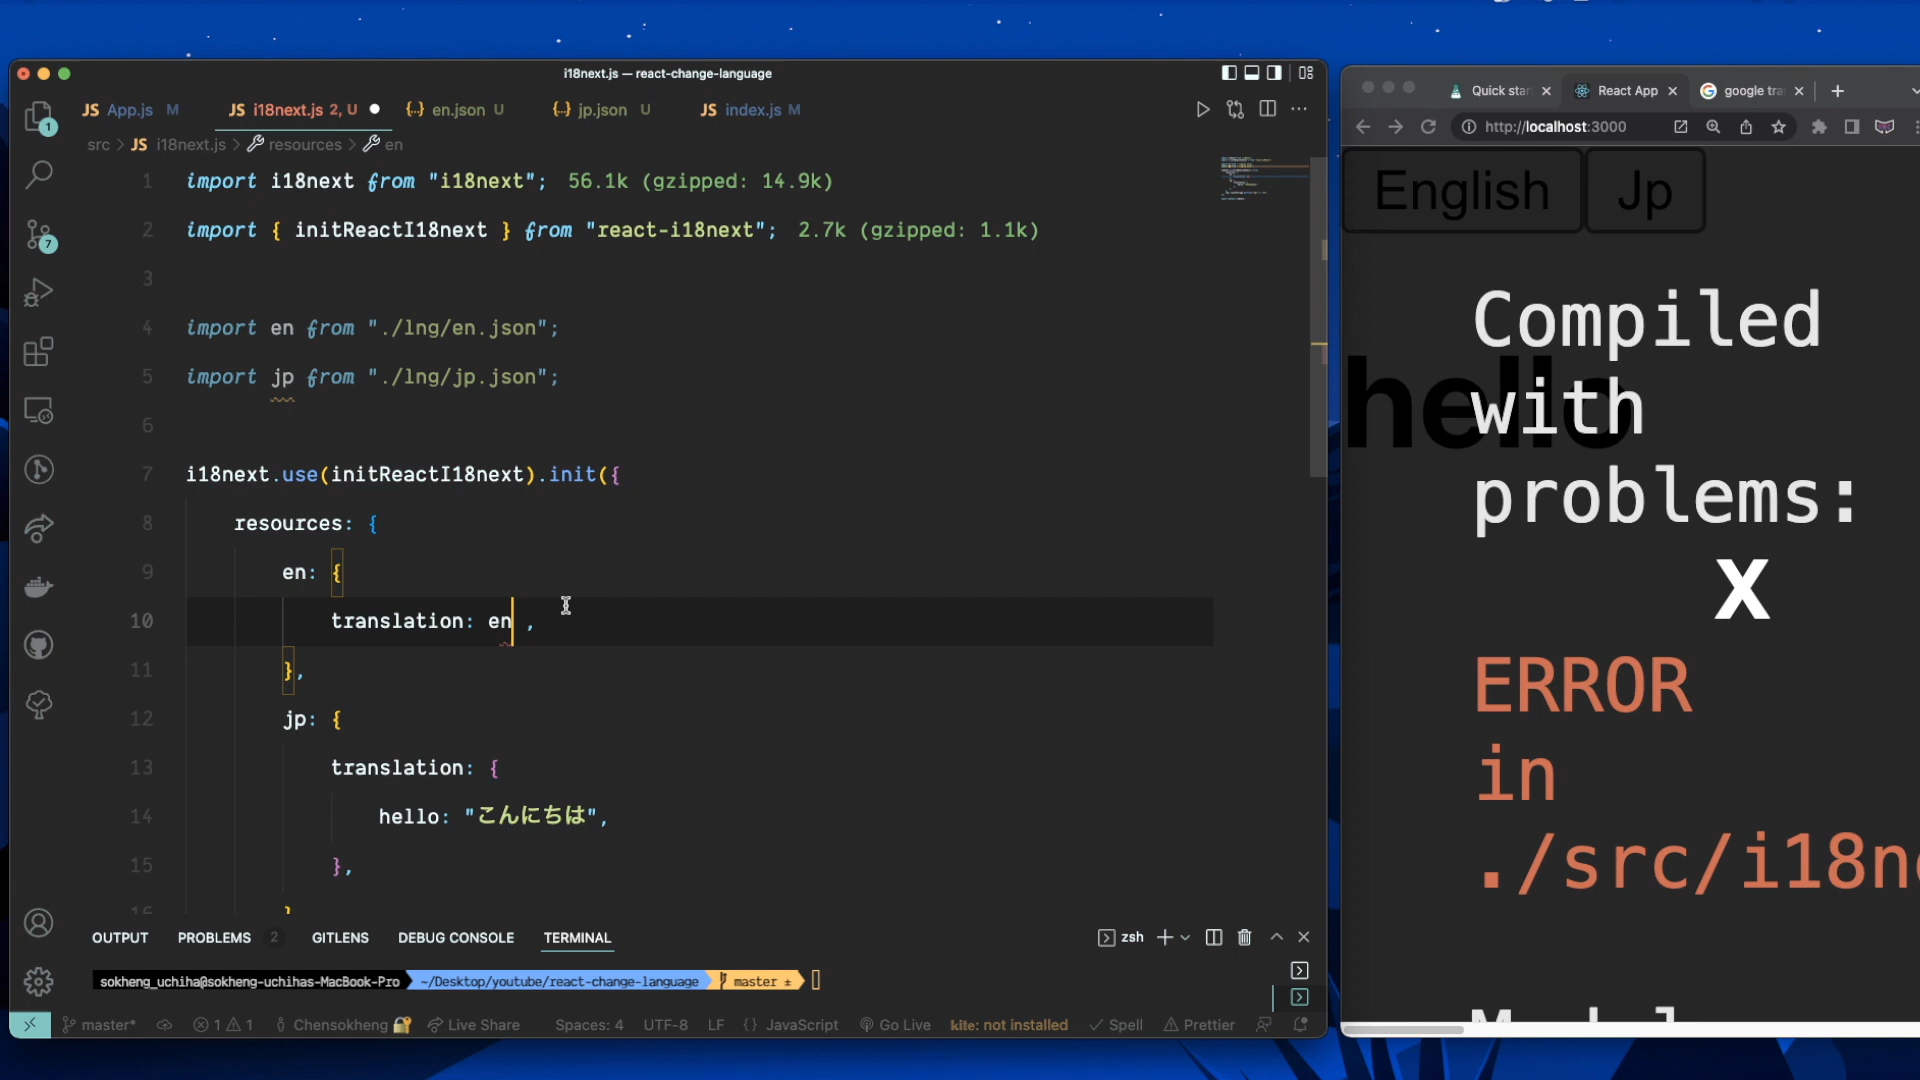 i18next.js — react-change-language
JS App.js M
JS i18next.js 2, U
{..} en.json U
{..} jp.json U
JS index.js M
src > JS i18next.js > resources > en
1 import i18next from "i18next"; 56.1k (gzipped: 14.9k)
2 import { initReactI18next } from "react-i18next"; 2.7k (gzipped: 1.1k)
3
4 import en from "./lng/en.json";
5 import jp from "./lng/jp.json";
6
7 i18next.use(initReactI18next).init({
8 resources: {
9 en: {
10 translation: en ,
11 },
12 jp: {
13 translation: {
14 hello: "こんにちは",
15 },
16 }
1
7
OUTPUT PROBLEMS 2 GITLENS DEBUG CONSOLE TERMINAL
zsh
sokheng_uchiha@sokheng-uchihas-MacBook-Pro ~/Desktop/youtube/react-change-language master ±
master* 1 1 Chensokheng Live Share Spaces: 4 UTF-8 LF {} JavaScript Go Live kite: not installed Spell Prettier
Quick star
React App
google tra
http://localhost:3000
English Jp
hello
Compiled
with
problems:
X
ERROR
in
./src/i18n